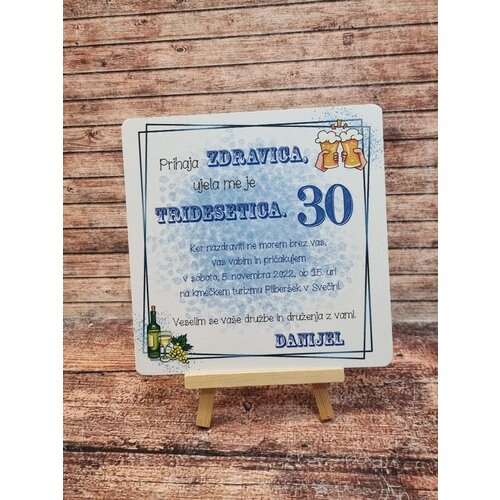 Prihaja ZDRAVICA,
ujela me je
TRIDESETICA. 30
Ker nazdraviti ne morem brez vas,
vas vabim in pričakujem
v soboto, 5. novembra 2022, ob 15. uri
na kmečkem turizmu Pliberšek v Svečini.
Veselim se vaše družbe in druženja z vami.
DANIJEL